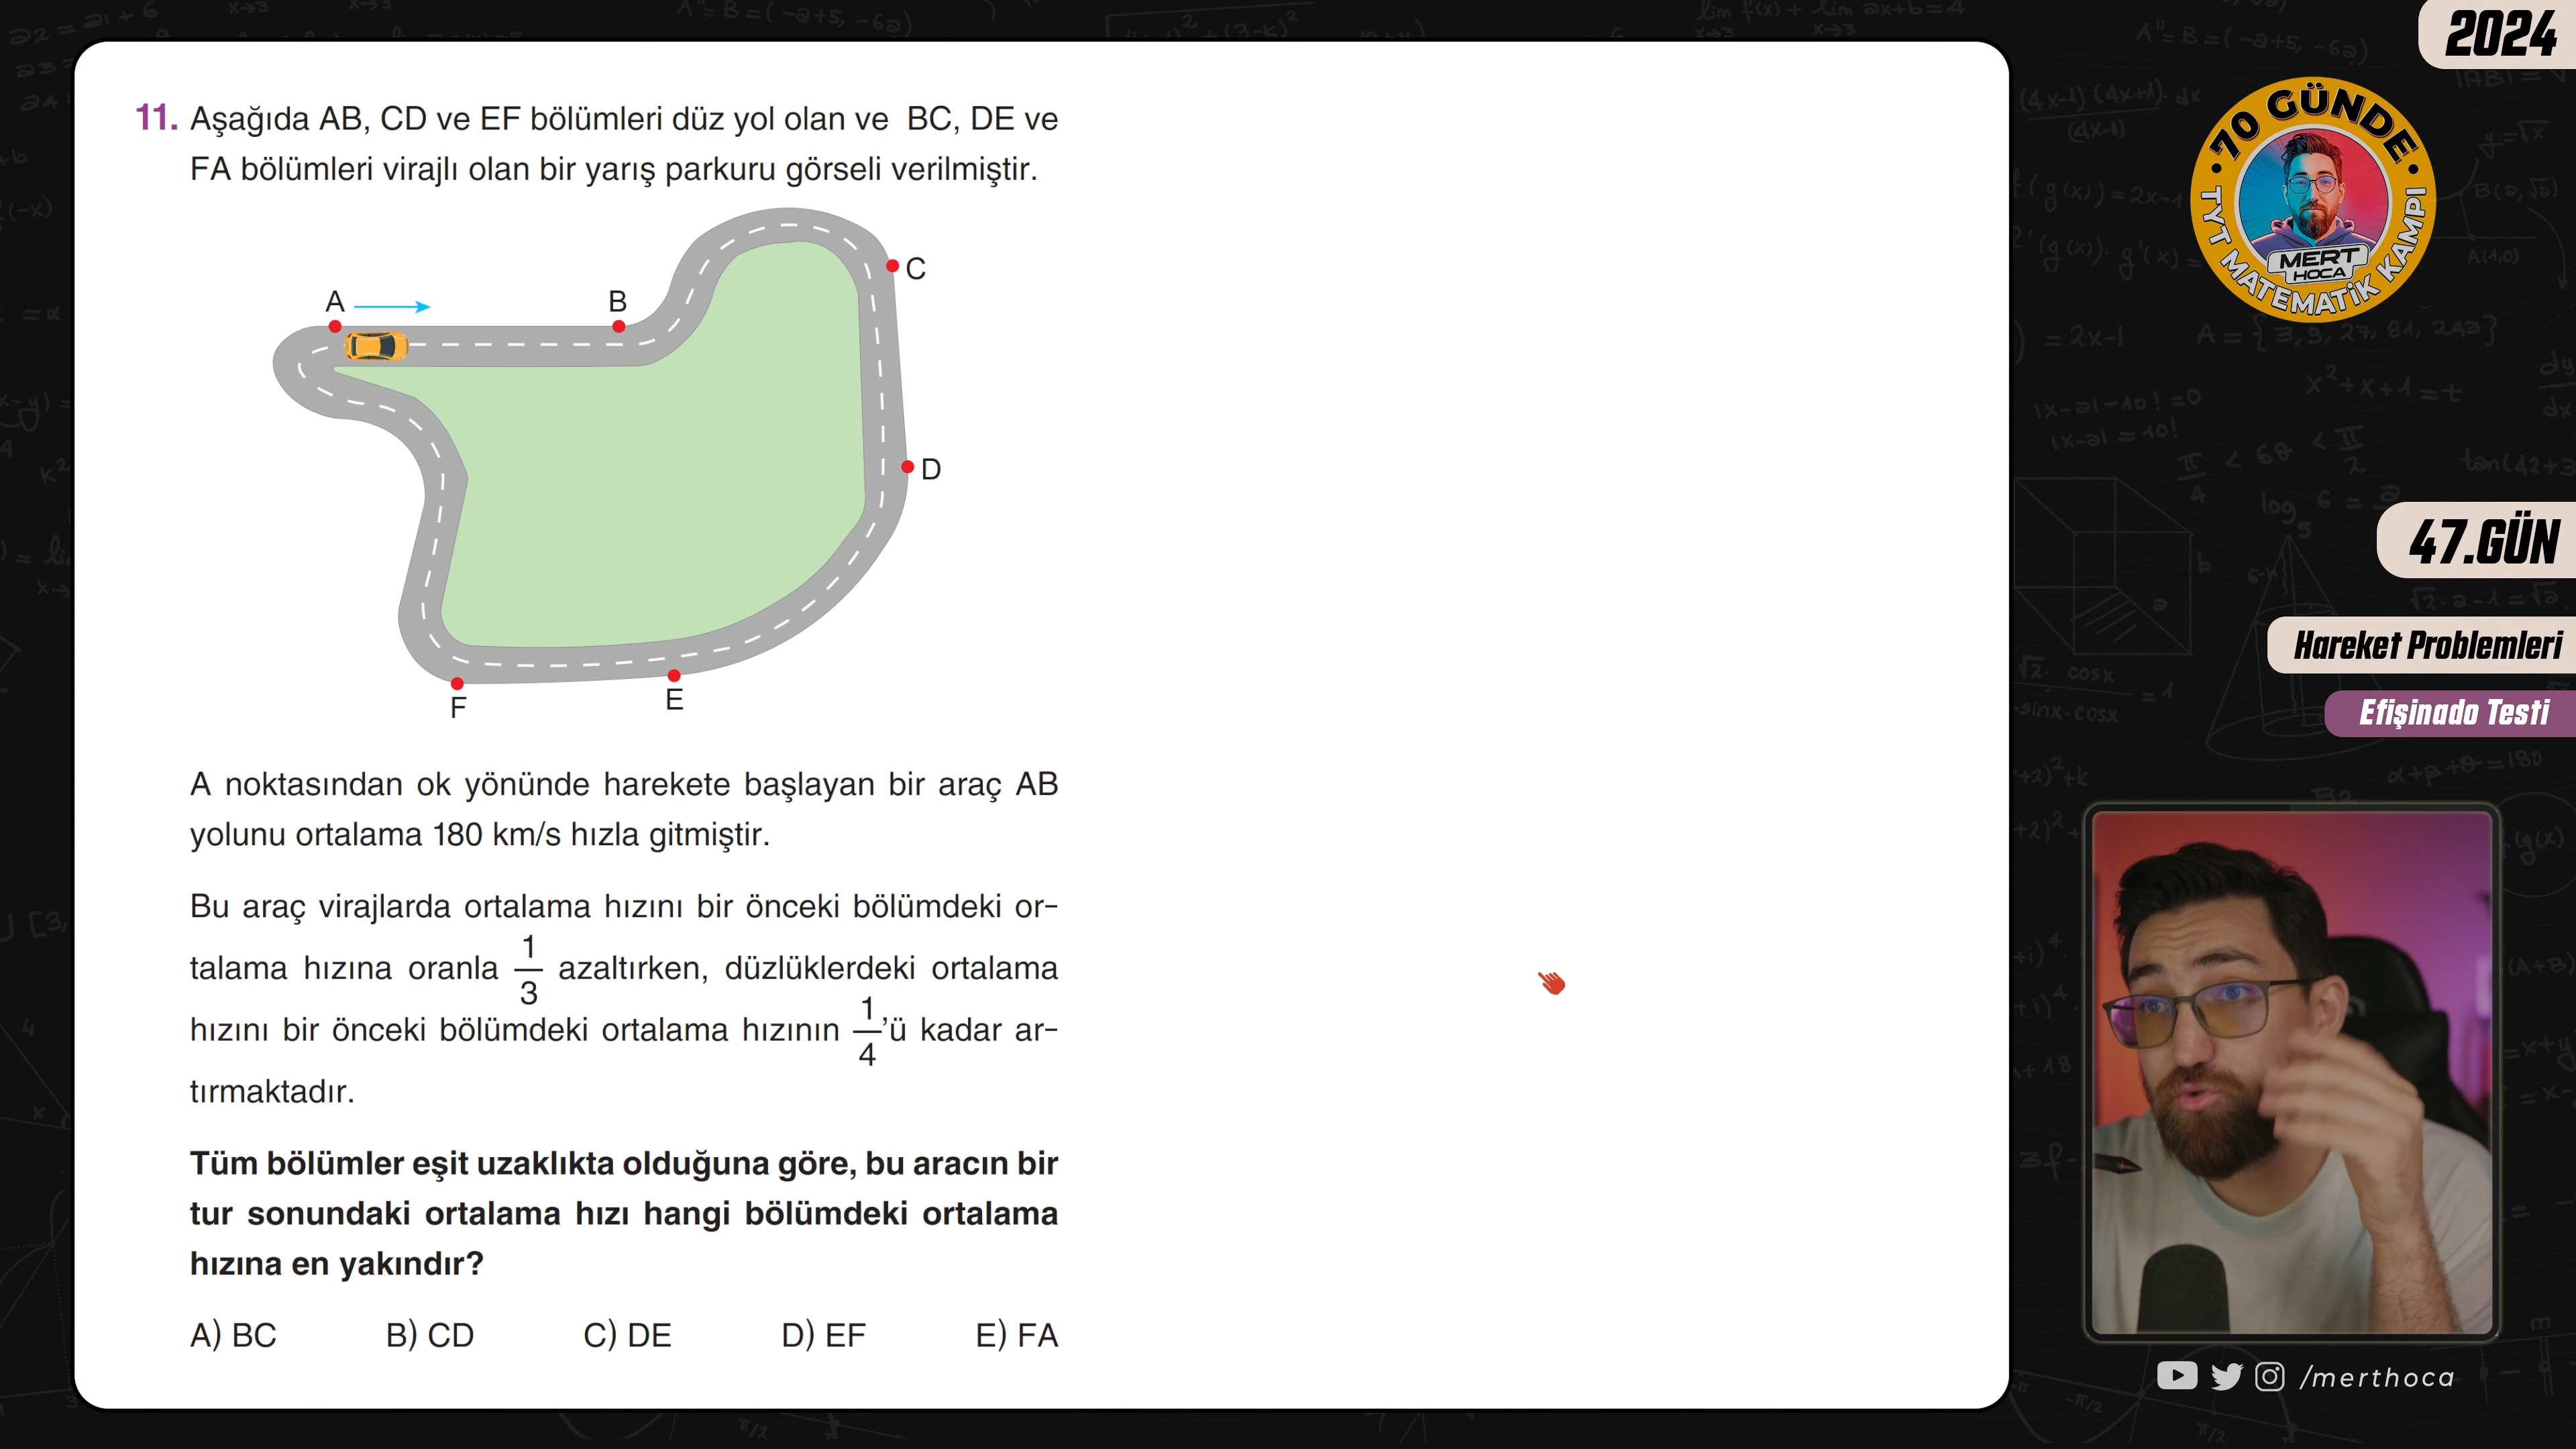 2024
70 GÜNDE
TYT MATEMATİK KAMPI
MERT
HOCA
47.GÜN
Hareket Problemleri
Efişinado Testi
11. Aşağıda AB, CD ve EF bölümleri düz yol olan ve BC, DE ve
FA bölümleri virajlı olan bir yarış parkuru görseli verilmiştir.
A
B
C
D
E
F
A noktasından ok yönünde harekete başlayan bir araç AB
yolunu ortalama 180 km/s hızla gitmiştir.
Bu araç virajlarda ortalama hızını bir önceki bölümdeki or-
talama hızına oranla 1/3 azaltırken, düzlüklerdeki ortalama
hızını bir önceki bölümdeki ortalama hızının 1/4'ü kadar ar-
tırmaktadır.
Tüm bölümler eşit uzaklıkta olduğuna göre, bu aracın bir
tur sonundaki ortalama hızı hangi bölümdeki ortalama
hızına en yakındır?
A) BC B) CD C) DE D) EF E) FA
/merthoca